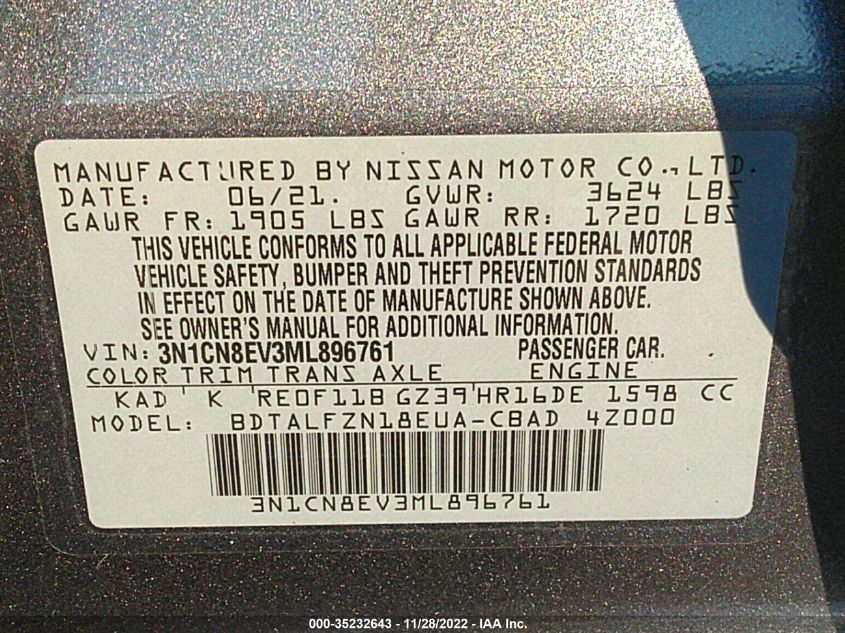 MANUFACTURED BY NISSAN MOTOR CO., LTD.
DATE: 06/21. GVWR: 3624 LBS
GAWR FR: 1905 LBS GAWR RR: 1720 LBS
THIS VEHICLE CONFORMS TO ALL APPLICABLE FEDERAL MOTOR
VEHICLE SAFETY, BUMPER AND THEFT PREVENTION STANDARDS
IN EFFECT ON THE DATE OF MANUFACTURE SHOWN ABOVE.
SEE OWNER'S MANUAL FOR ADDITIONAL INFORMATION.
VIN: 3N1CN8EV3ML896761 PASSENGER CAR.
COLOR TRIM TRANS AXLE ENGINE
KAD K RE0F11B GZ39 HR16DE 1598 CC
MODEL: BDTALFZN18EUA-CBAD 4Z000
3N1CN8EV3ML896761
000-35232643 - 11/28/2022 - IAA Inc.